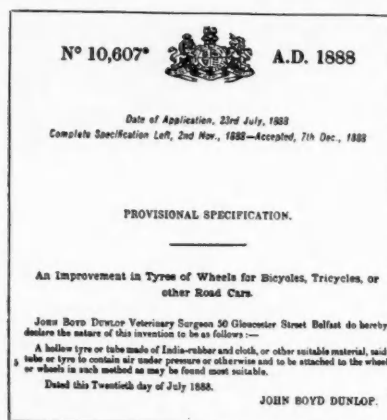 N° 10,607*
A.D. 1888
Date of Application, 23rd July, 1888
Complete Specification Left, 2nd Nov., 1888—Accepted, 7th Dec., 1888
PROVISIONAL SPECIFICATION.
An Improvement in Tyres of Wheels for Bicycles, Tricycles, or
other Road Cars.
JOHN BOYD DUNLOP Veterinary Surgeon 50 Gloucester Street Belfast do hereby
declare the nature of this invention to be as follows :—
A hollow tyre or tube made of India-rubber and cloth, or other suitable material, said
5 tube or tyre to contain air under pressure or otherwise and to be attached to the wheel
or wheels in such method as may be found most suitable.
Dated this Twentieth day of July 1888.
JOHN BOYD DUNLOP.